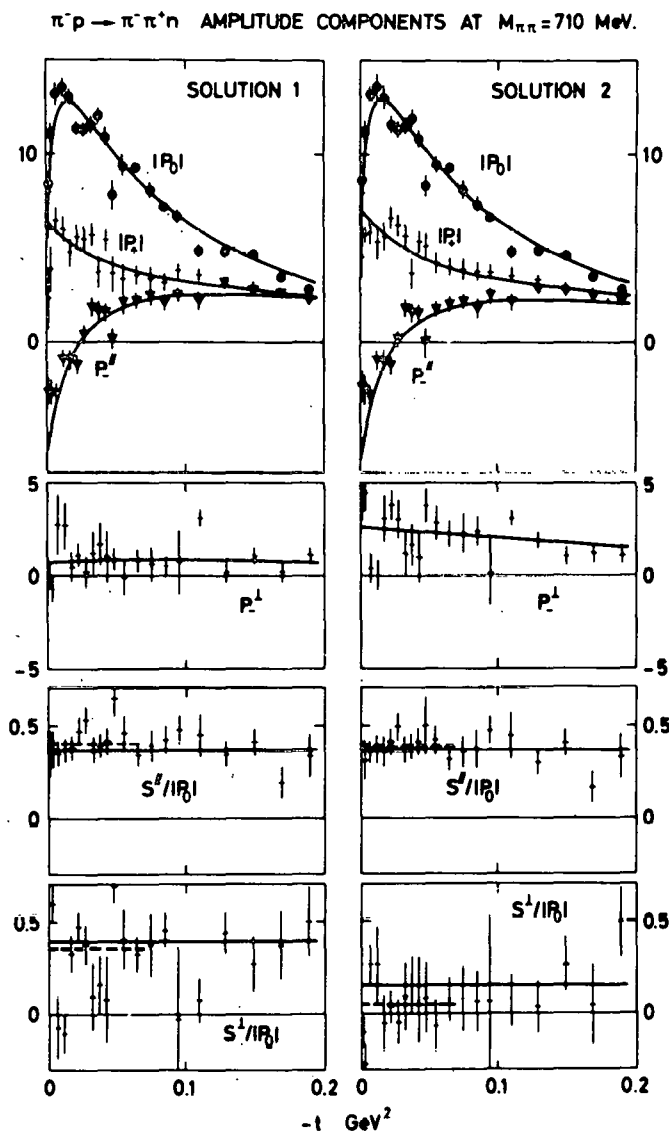 π⁻p → π⁻π⁺n AMPLITUDE COMPONENTS AT Mππ = 710 MeV.
SOLUTION 1
SOLUTION 2
10
10
|P₀|
|P₀|
|P₊|
|P₊|
0
0
P₋∥
P₋∥
5
5
0
0
P₋⊥
P₋⊥
-5
-5
0.5
0.5
S∥/|P₀|
S∥/|P₀|
0
0
0.5
S⊥/|P₀|
0.5
0
S⊥/|P₀|
0
0
0.1
0.2
0
0.1
0.2
-t GeV²